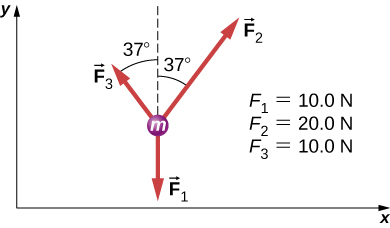 y
37°
37°
F⃗₂
F⃗₃
m
F₁ = 10.0 N
F₂ = 20.0 N
F₃ = 10.0 N
F⃗₁
x